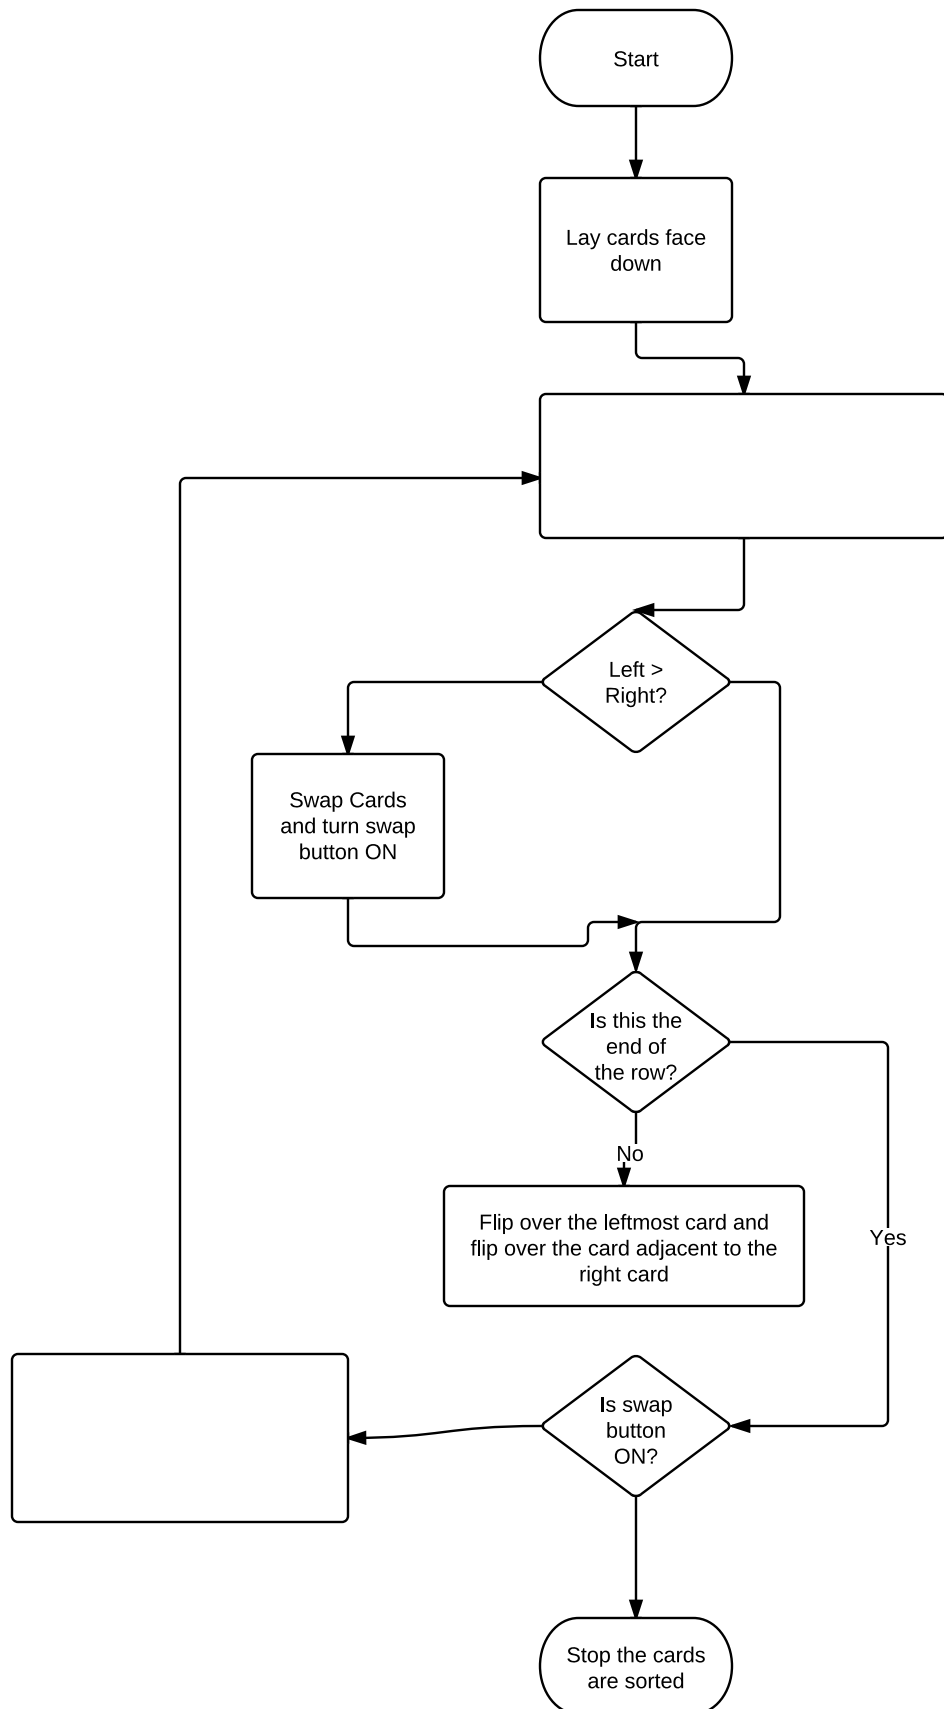 Start
Lay cards face
down
Left >
Right?
Swap Cards
and turn swap
button ON
Is this the
end of
the row?
No
Flip over the leftmost card and
flip over the card adjacent to the
right card
Yes
Is swap
button
ON?
Stop the cards
are sorted